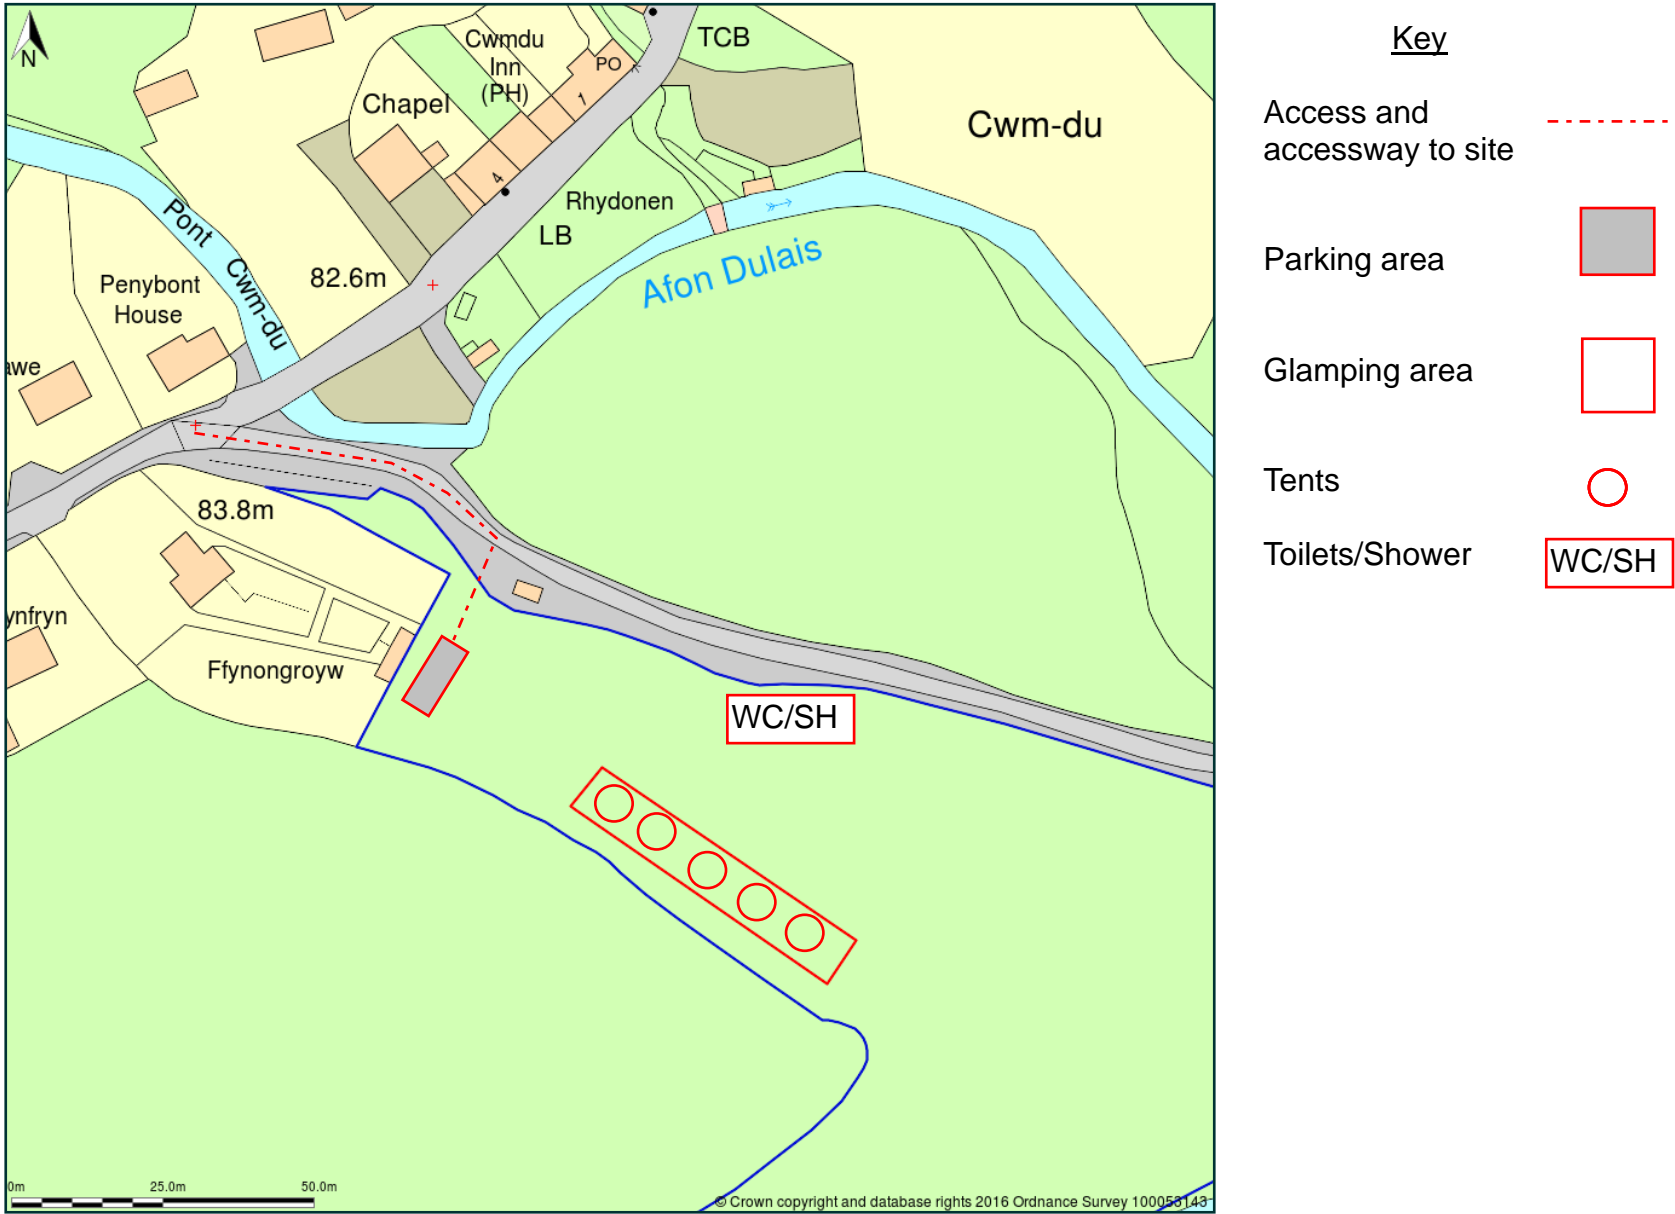 N
Cwmdu
Inn
(PH)
PO
TCB
1
Chapel
4
Cwm-du
Rhydonen
LB
Pont
Cwm-du
Afon Dulais
82.6m
Penybont
House
awe
83.8m
ynfryn
Ffynongroyw
WC/SH
0m
25.0m
50.0m
© Crown copyright and database rights 2016 Ordnance Survey 100053143
Key
Access and
accessway to site
Parking area
Glamping area
Tents
Toilets/Shower
WC/SH